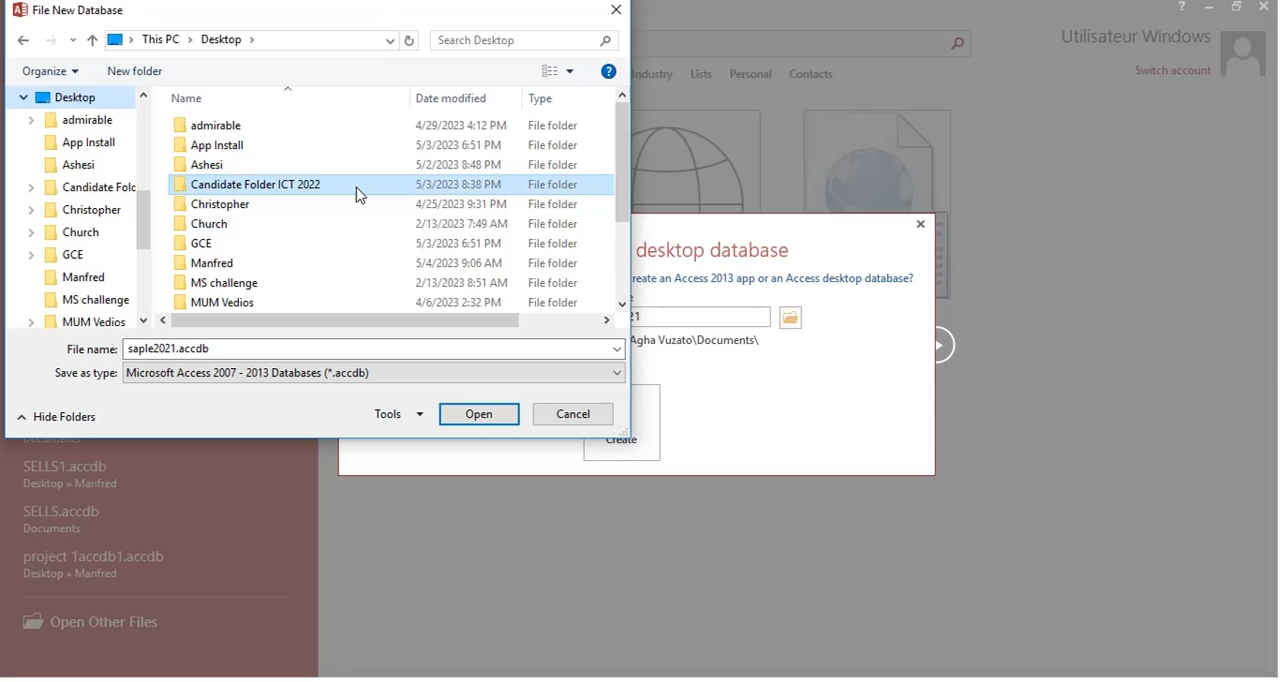 File New Database
This PC > Desktop >
Search Desktop
Organize
New folder
Desktop
admirable
App Install
Ashesi
Candidate Fold
Christopher
Church
GCE
Manfred
MS challenge
MUM Vedios
Name Date modified Type
admirable 4/29/2023 4:12 PM File folder
App Install 5/3/2023 6:51 PM File folder
Ashesi 5/2/2023 8:48 PM File folder
Candidate Folder ICT 2022 5/3/2023 8:38 PM File folder
Christopher 4/25/2023 9:31 PM File folder
Church 2/13/2023 7:49 AM File folder
GCE 5/3/2023 6:51 PM File folder
Manfred 5/4/2023 9:06 AM File folder
MS challenge 2/13/2023 8:51 AM File folder
MUM Vedios 4/6/2023 2:32 PM File folder
File name: saple2021.accdb
Save as type: Microsoft Access 2007 - 2013 Databases (*.accdb)
Hide Folders
Tools
Open
Cancel
?
Utilisateur Windows
Switch account
Industry Lists Personal Contacts
desktop database
create an Access 2013 app or an Access desktop database?
21
Agha Vuzato\Documents\
Create
Documents
SELLS1.accdb
Desktop » Manfred
SELLS.accdb
Documents
project 1accdb1.accdb
Desktop » Manfred
Open Other Files